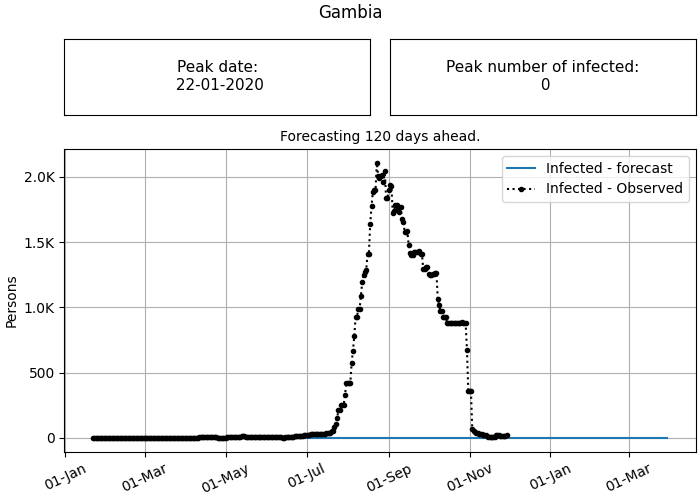 Gambia
Peak date:
22-01-2020
Peak number of infected:
0
Forecasting 120 days ahead.
Infected - forecast
Infected - Observed
2.0K
1.5K
1.0K
500
0
Persons
01-Jan
01-Mar
01-May
01-Jul
01-Sep
01-Nov
01-Jan
01-Mar